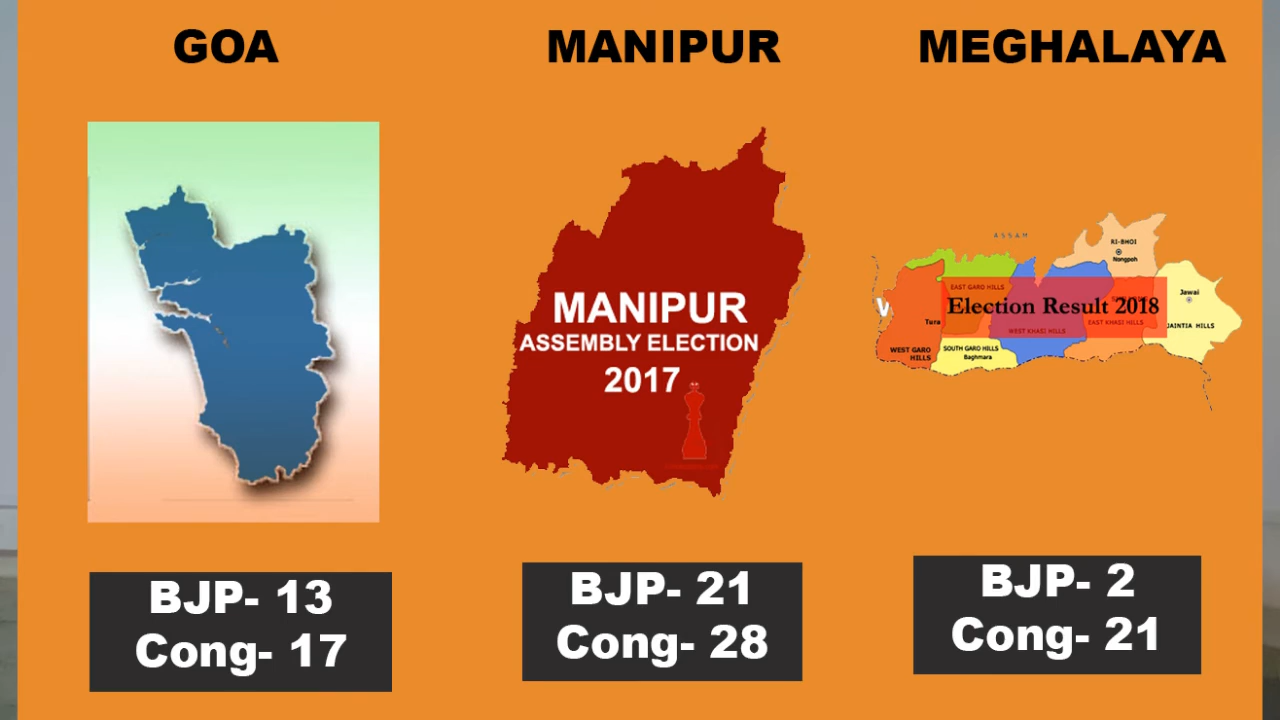 GOA
MANIPUR
MEGHALAYA
MANIPUR
ASSEMBLY ELECTION
2017
ASSAM
RI-BHOI
Nongpoh
EAST GARO HILLS
Election Result 2018
Jawai
Tura
WEST KHASI HILLS
EAST KHKSI HILLS
JAINTIA HILLS
WEST GARO
HILLS
SOUTH GARO HILLS
Baghmara
BJP- 13
Cong- 17
BJP- 21
Cong- 28
BJP- 2
Cong- 21